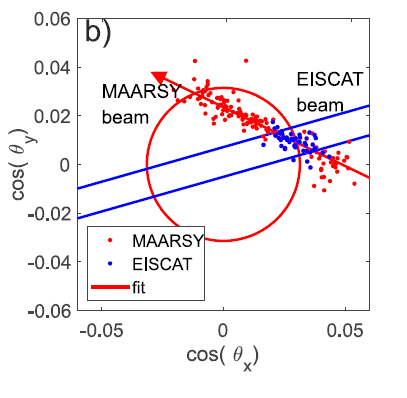 b)
0.06
0.04
0.02
0
-0.02
-0.04
-0.06
cos( θy)
MAARSY
beam
EISCAT
beam
MAARSY
EISCAT
fit
-0.05
0
0.05
cos( θx)